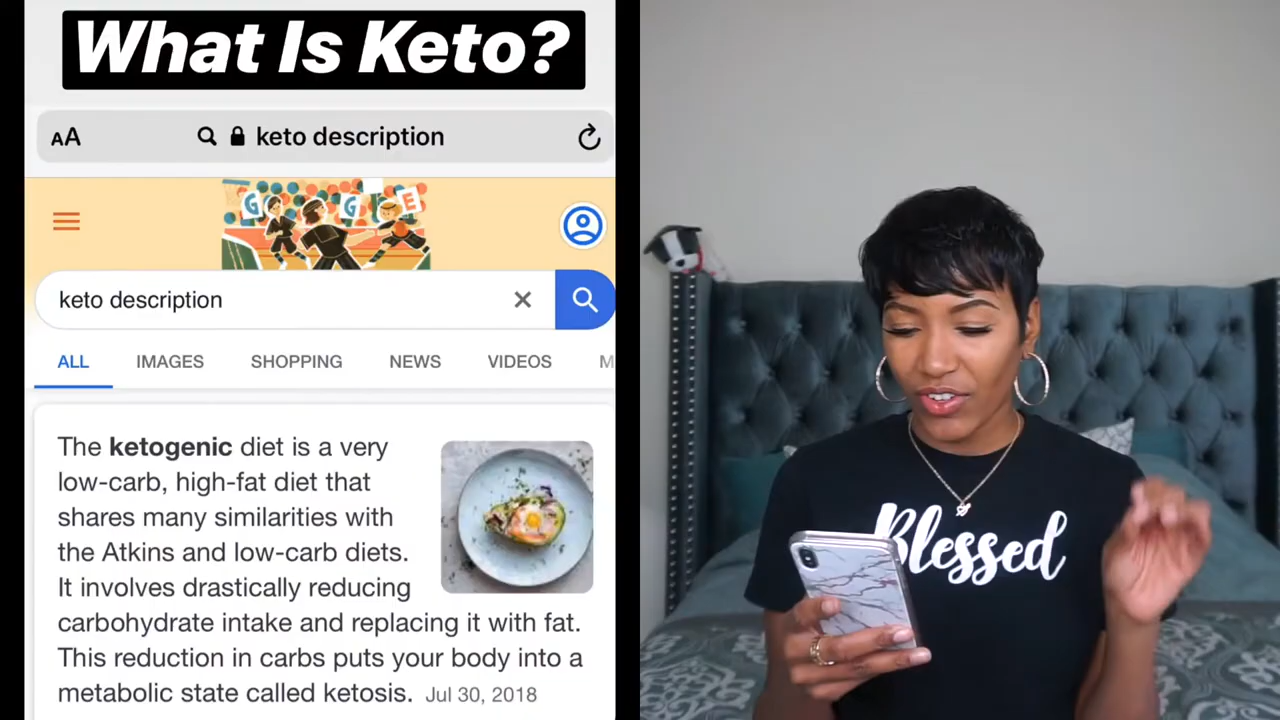 What Is Keto?
AA keto description
G G E
keto description
ALL IMAGES SHOPPING NEWS VIDEOS M
The ketogenic diet is a very
low-carb, high-fat diet that
shares many similarities with
the Atkins and low-carb diets.
It involves drastically reducing
carbohydrate intake and replacing it with fat.
This reduction in carbs puts your body into a
metabolic state called ketosis. Jul 30, 2018
Blessed